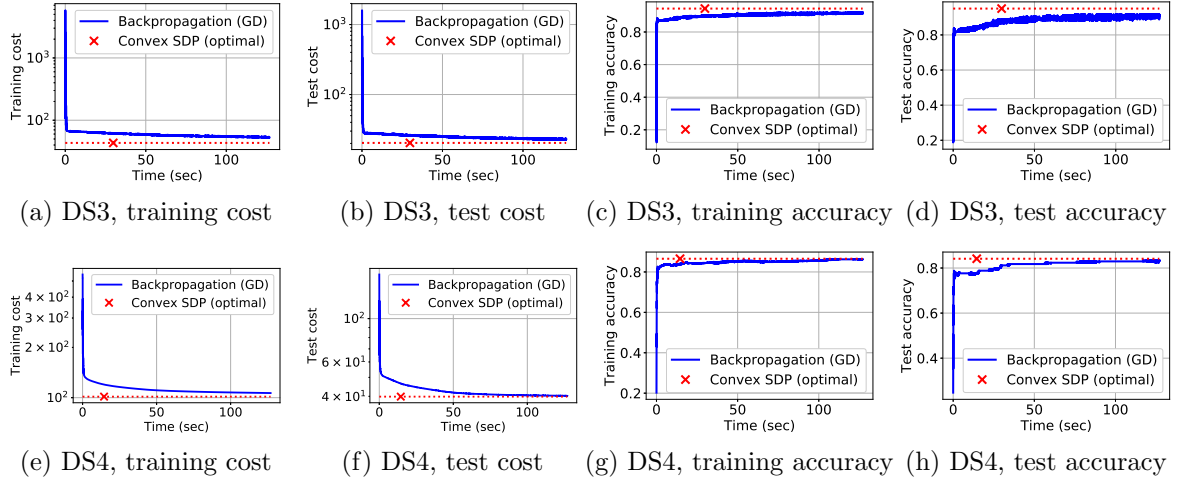 Training cost
10³
10²
Backpropagation (GD)
Convex SDP (optimal)
0 50 100
Time (sec)
(a) DS3, training cost
Test cost
10³
10²
Backpropagation (GD)
Convex SDP (optimal)
0 50 100
Time (sec)
(b) DS3, test cost
Training accuracy
0.8
0.6
0.4
0.2
Backpropagation (GD)
Convex SDP (optimal)
0 50 100
Time (sec)
(c) DS3, training accuracy
Test accuracy
0.8
0.6
0.4
0.2
Backpropagation (GD)
Convex SDP (optimal)
0 50 100
Time (sec)
(d) DS3, test accuracy
Training cost
4 × 10²
3 × 10²
2 × 10²
10²
Backpropagation (GD)
Convex SDP (optimal)
0 50 100
Time (sec)
(e) DS4, training cost
Test cost
10²
6 × 10¹
4 × 10¹
Backpropagation (GD)
Convex SDP (optimal)
0 50 100
Time (sec)
(f) DS4, test cost
Training accuracy
0.8
0.6
0.4
0.2
Backpropagation (GD)
Convex SDP (optimal)
0 50 100
Time (sec)
(g) DS4, training accuracy
Test accuracy
0.8
0.6
0.4
Backpropagation (GD)
Convex SDP (optimal)
0 50 100
Time (sec)
(h) DS4, test accuracy